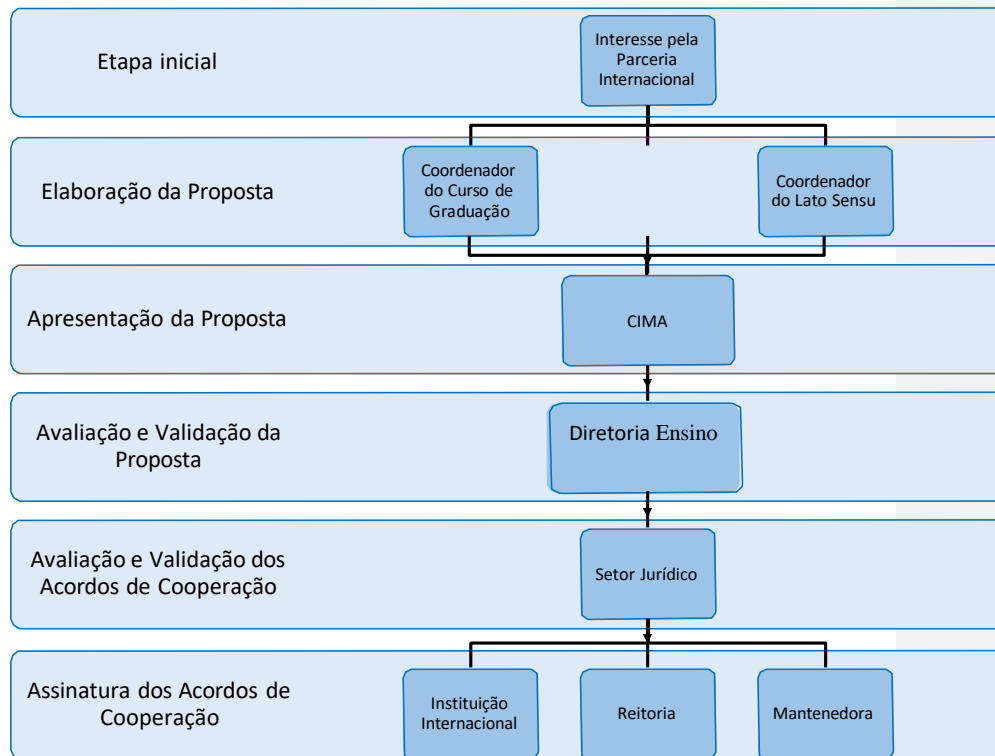 Etapa inicial
Interesse pela
Parceria
Internacional
Elaboração da Proposta
Coordenador
do Curso de
Graduação
Coordenador
do Lato Sensu
Apresentação da Proposta
CIMA
Avaliação e Validação da
Proposta
Diretoria Ensino
Avaliação e Validação dos
Acordos de Cooperação
Setor Jurídico
Assinatura dos Acordos de
Cooperação
Instituição
Internacional
Reitoria
Mantenedora